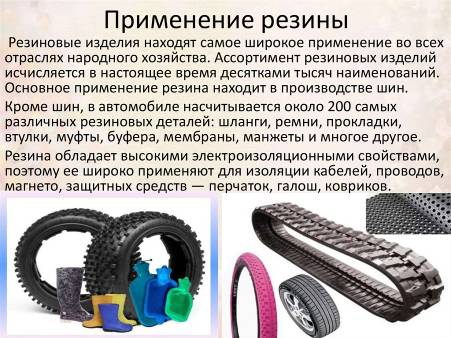 Применение резины
Резиновые изделия находят самое широкое применение во всех
отраслях народного хозяйства. Ассортимент резиновых изделий
исчисляется в настоящее время десятками тысяч наименований.
Основное применение резина находит в производстве шин.
Кроме шин, в автомобиле насчитывается около 200 самых
различных резиновых деталей: шланги, ремни, прокладки,
втулки, муфты, буфера, мембраны, манжеты и многое другое.
Резина обладает высокими электроизоляционными свойствами,
поэтому ее широко применяют для изоляции кабелей, проводов,
магнето, защитных средств — перчаток, галош, ковриков.